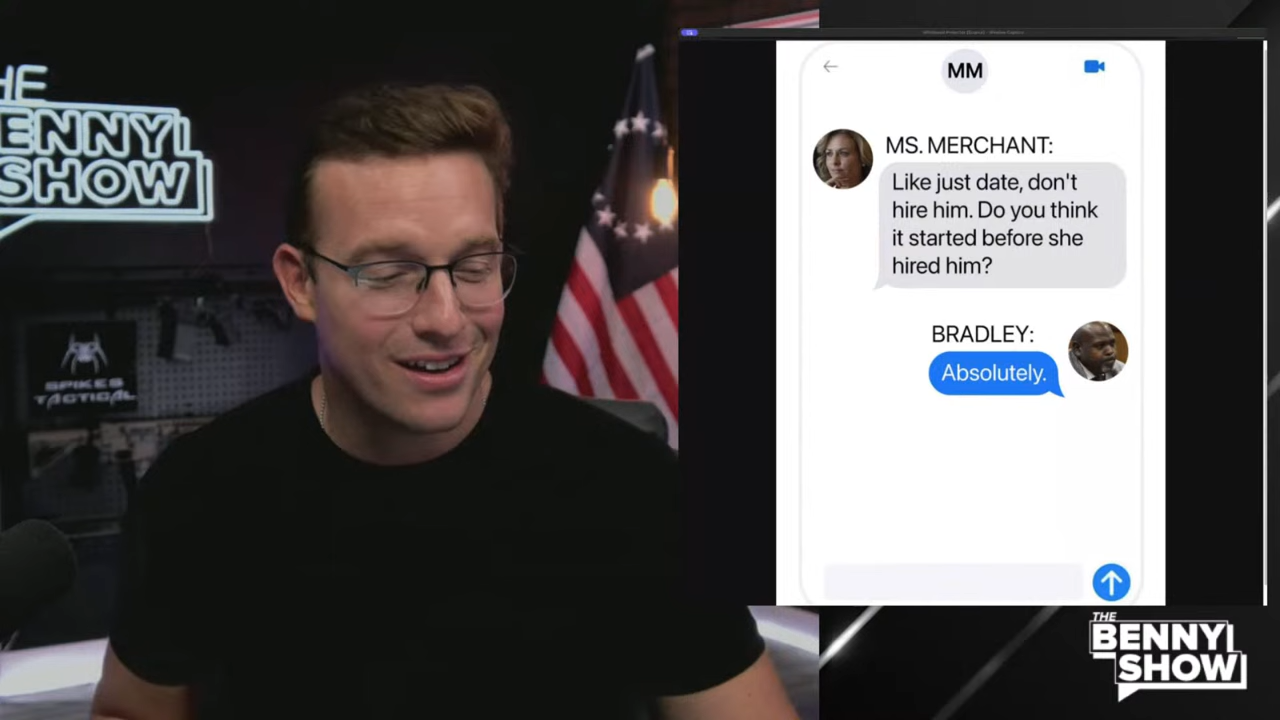 THE
BENNY
SHOW
SPIKES
TACTICAL
MM
MS. MERCHANT:
Like just date, don't
hire him. Do you think
it started before she
hired him?
BRADLEY:
Absolutely.
THE
BENNY
SHOW